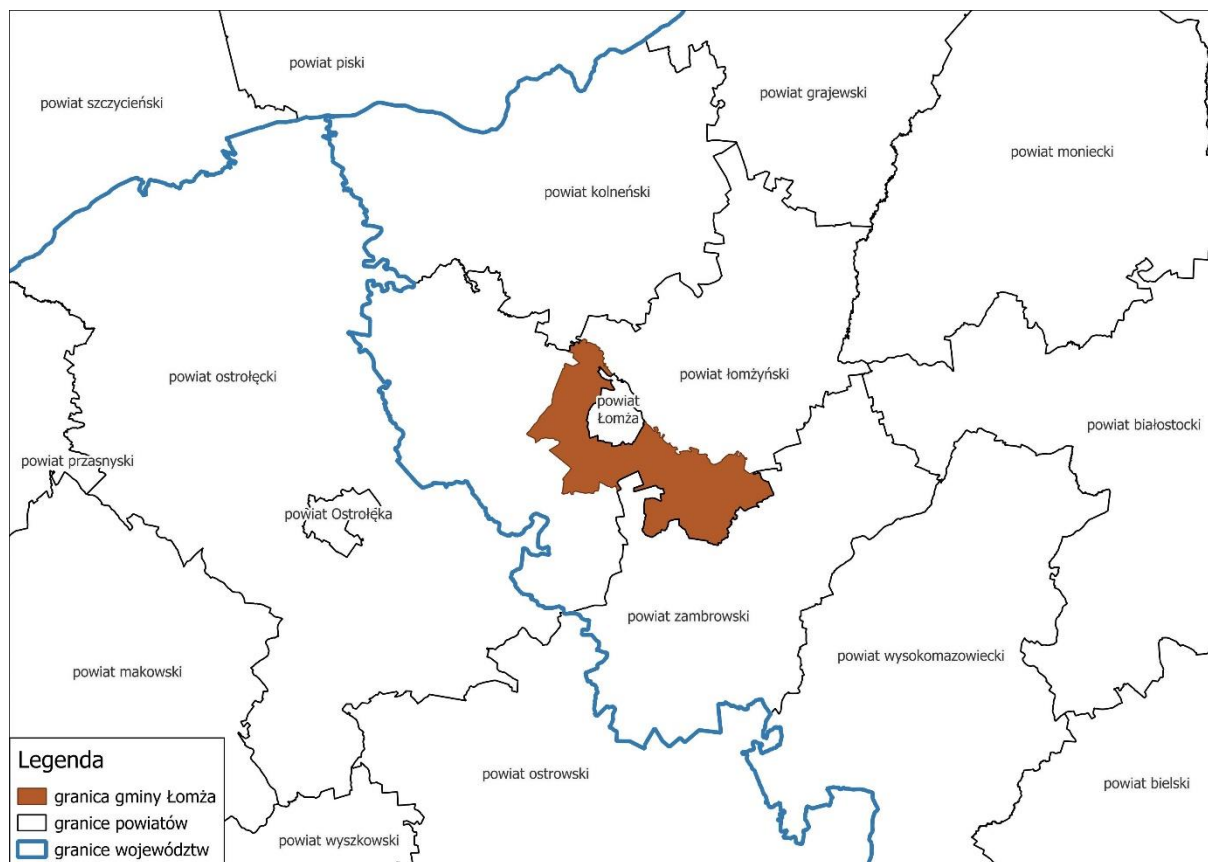 powiat piski
powiat szczycieński
powiat grajewski
powiat moniecki
powiat kolneński
powiat ostrołęcki
powiat łomżyński
powiat
Łomża
powiat białostocki
powiat przasnyski
powiat Ostrołęka
powiat zambrowski
powiat wysokomazowiecki
powiat makowski
powiat ostrowski
powiat bielski
powiat wyszkowski
Legenda
granica gminy Łomża
granice powiatów
granice województw